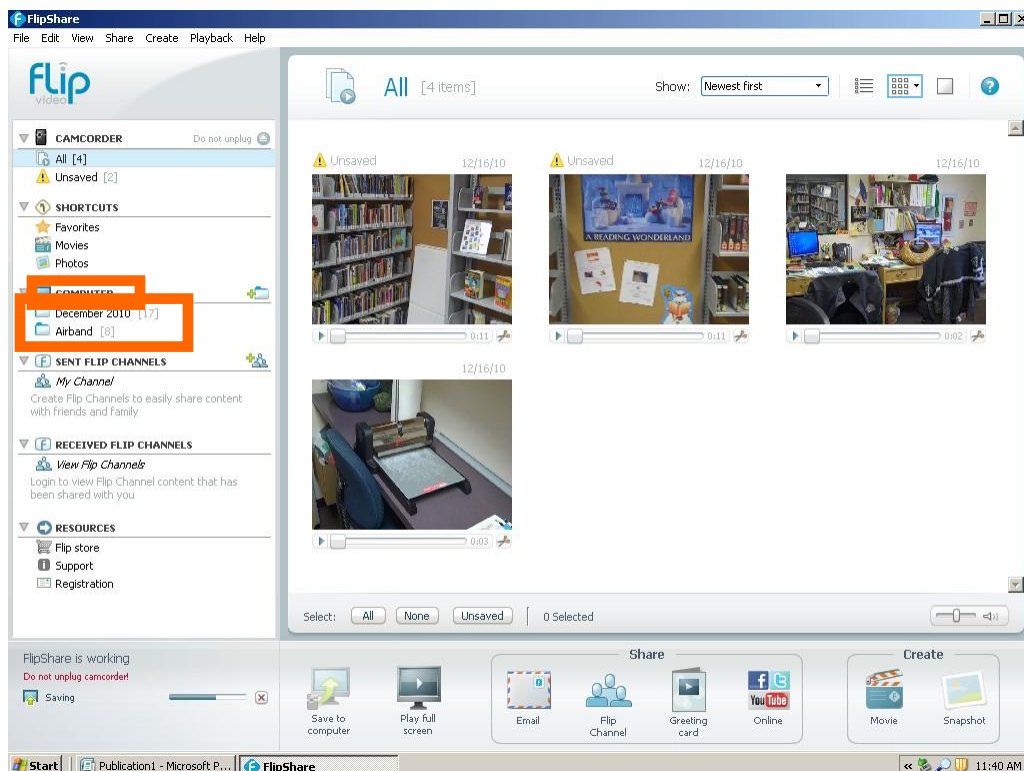 FlipShare
File Edit View Share Create Playback Help
flip
video
CAMCORDER Do not unplug
All [4]
Unsaved [2]
SHORTCUTS
Favorites
Movies
Photos
COMPUTER
December 2010 [17]
Airband [8]
SENT FLIP CHANNELS
My Channel
Create Flip Channels to easily share content
with friends and family
RECEIVED FLIP CHANNELS
View Flip Channels
Login to view Flip Channel content that has
been shared with you
RESOURCES
Flip store
Support
Registration
All [4 items] Show: Newest first
Unsaved 12/16/10
Unsaved 12/16/10
12/16/10
A READING WONDERLAND
0:11
0:11
0:02
12/16/10
0:03
Select: All None Unsaved 0 Selected
FlipShare is working
Do not unplug camcorder!
Saving
Save to
computer
Play full
screen
Share
Email
Flip
Channel
Greeting
card
You Tube
Online
Create
Movie
Snapshot
Start Publication1 - Microsoft P... FlipShare 11:40 AM